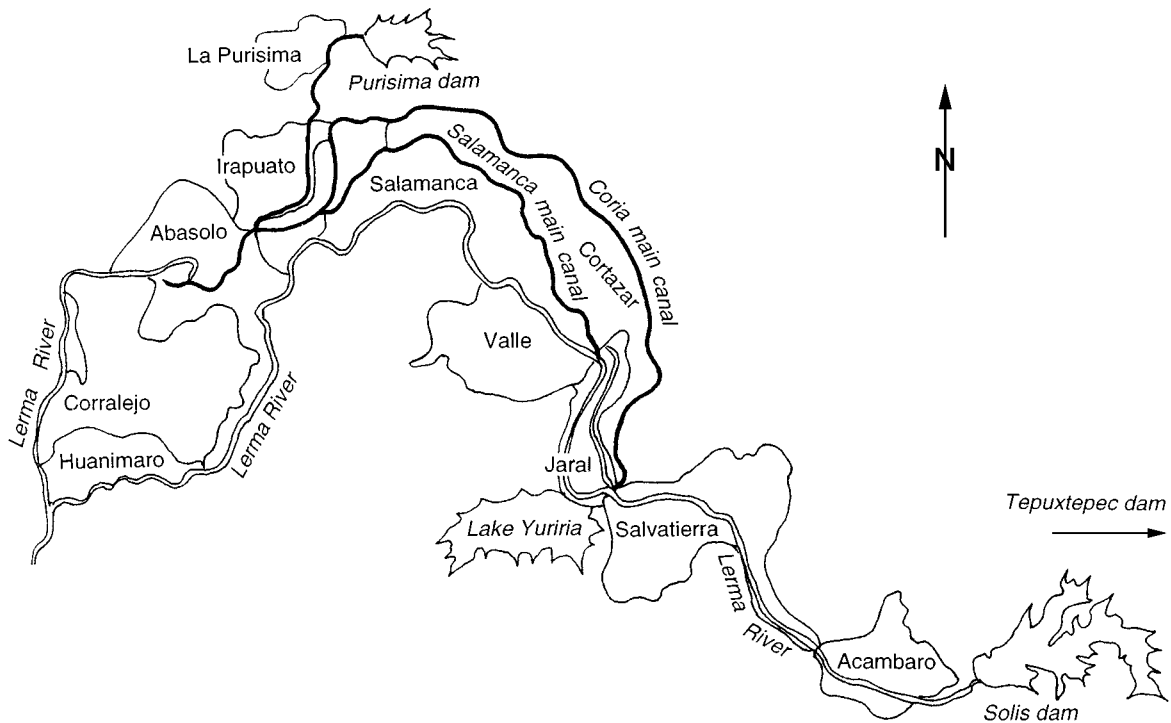 La Purisima
Purisima dam
Irapuato
Salamanca
Salamanca main canal
Coria main canal
Cortazar
N
Abasolo
Valle
Lerma River
Corralejo
Lerma River
Huanimaro
Jaral
Lake Yuriria
Salvatierra
Tepuxtepec dam
Lerma River
Acambaro
Solis dam